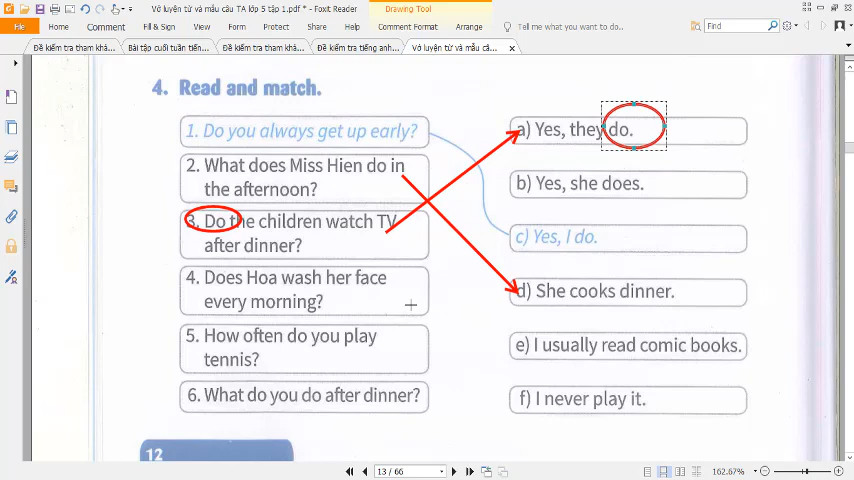 Vở luyện từ và mẫu câu TA lớp 5 tập 1.pdf * - Foxit Reader
Drawing Tool
File
Home
Comment
Fill & Sign
View
Form
Protect
Share
Help
Comment Format
Arrange
Tell me what you want to do..
Find
Đề kiểm tra tham khả...
Bài tập cuối tuần tiến...
Đề kiểm tra tham khả...
Đề kiểm tra tiếng anh...
Vở luyện từ và mẫu câ...
4. Read and match.
1. Do you always get up early?
2. What does Miss Hien do in
the afternoon?
3. Do the children watch TV
after dinner?
4. Does Hoa wash her face
every morning?
5. How often do you play
tennis?
6. What do you do after dinner?
a) Yes, they do.
b) Yes, she does.
c) Yes, I do.
d) She cooks dinner.
e) I usually read comic books.
f) I never play it.
12
13 / 66
162.67%